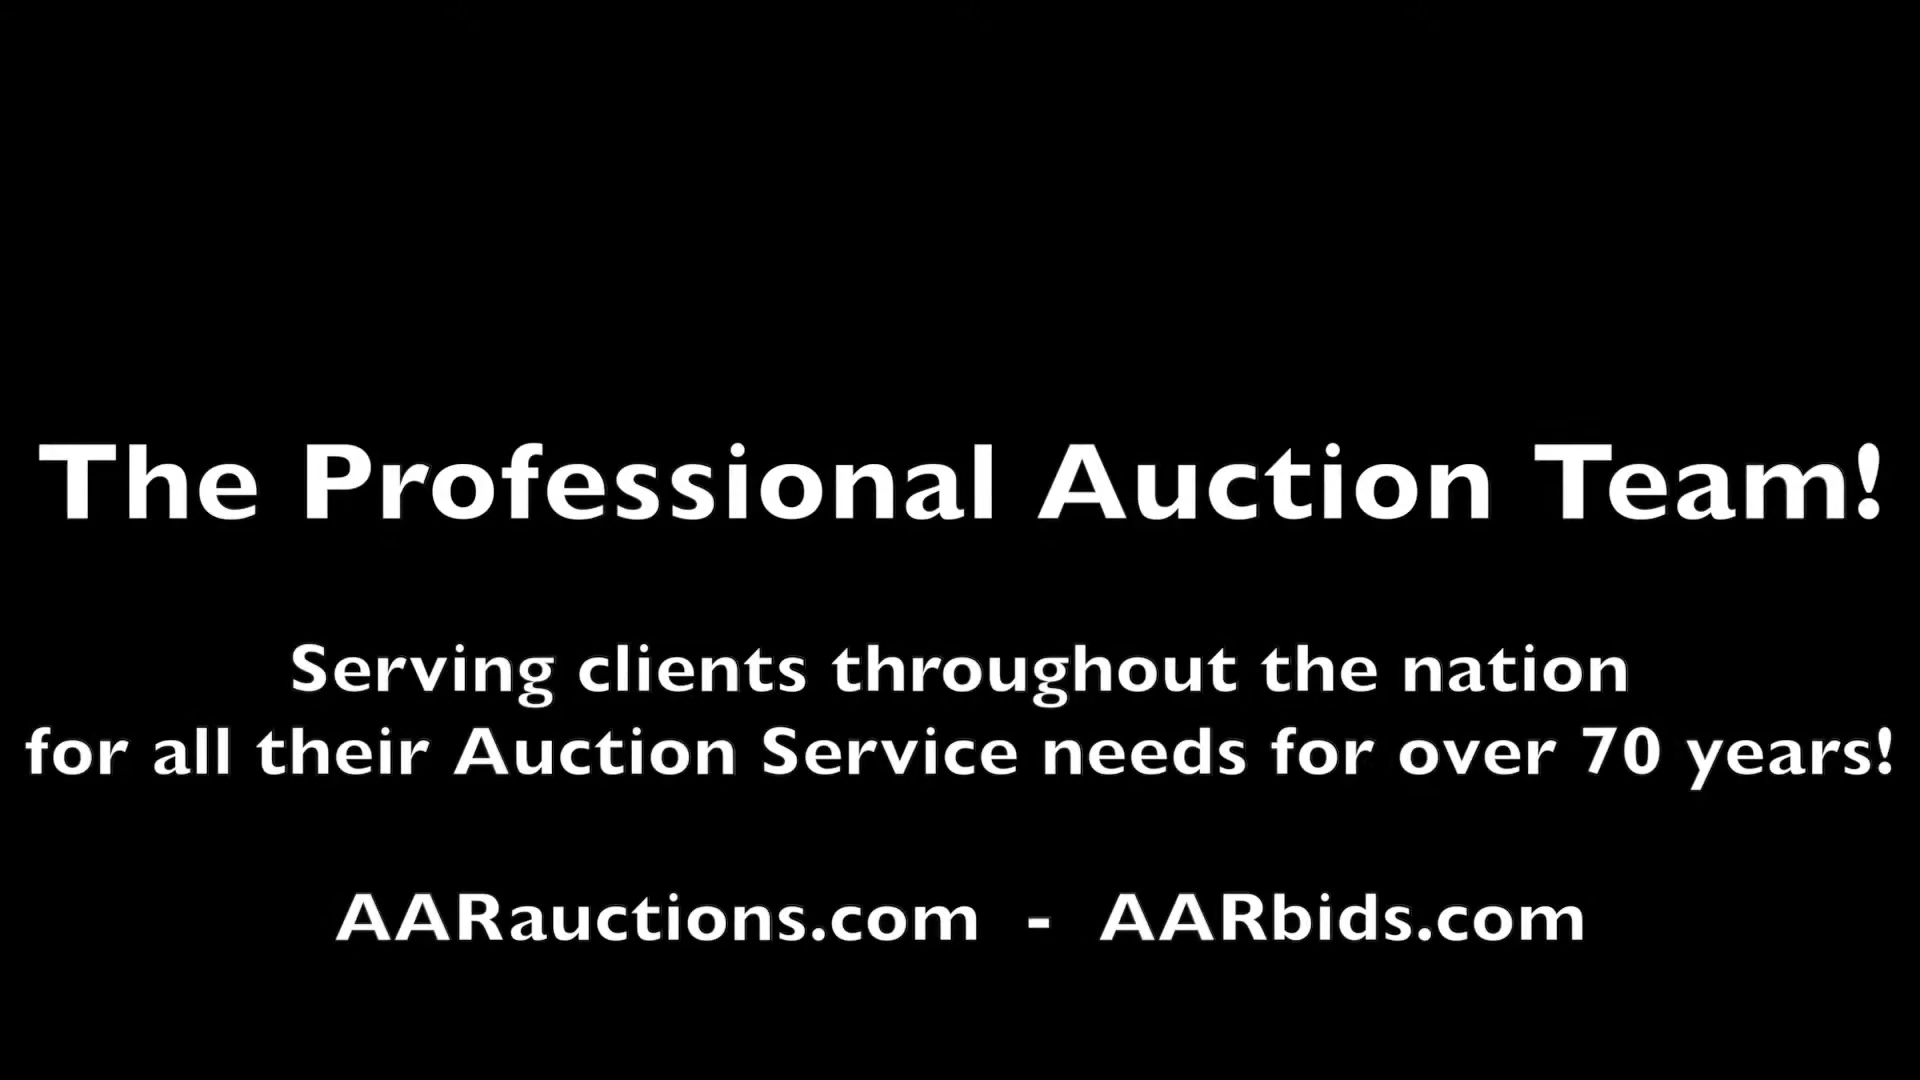 The Professional Auction Team!
Serving clients throughout the nation
for all their Auction Service needs for over 70 years!
AARauctions.com - AARbids.com